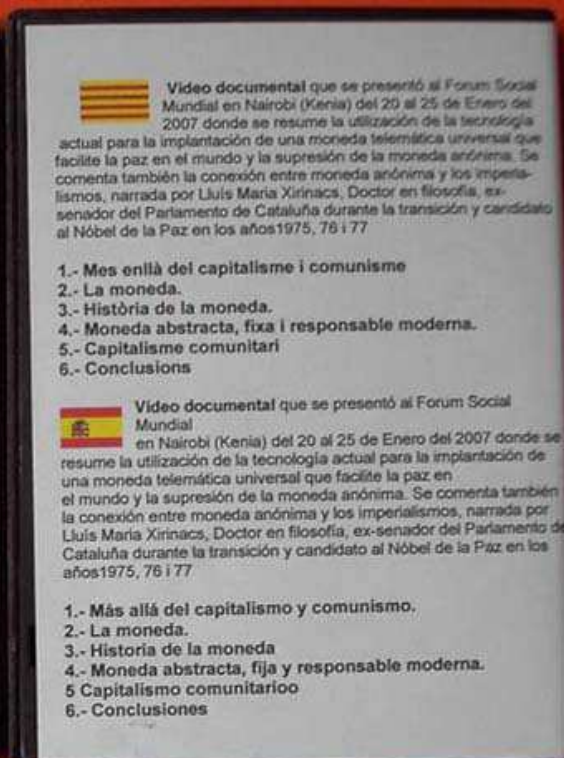 Video documental que se presentó al Forum Social
Mundial en Nairobi (Kenia) del 20 al 25 de Enero del
2007 donde se resume la utilización de la tecnología
actual para la implantación de una moneda telemática universal que
facilite la paz en el mundo y la supresión de la moneda anónima. Se
comenta también la conexión entre moneda anónima y los imperia-
lismos, narrada por Lluís Maria Xirinacs, Doctor en filosofía, ex-
senador del Parlamento de Cataluña durante la transición y candidato
al Nóbel de la Paz en los años1975, 76 i 77
1.- Mes enllà del capitalisme i comunisme
2.- La moneda.
3.- Història de la moneda.
4.- Moneda abstracta, fixa i responsable moderna.
5.- Capitalisme comunitari
6.- Conclusions
Video documental que se presentó al Forum Social
Mundial
en Nairobi (Kenia) del 20 al 25 de Enero del 2007 donde se
resume la utilización de la tecnología actual para la implantación de
una moneda telemática universal que facilite la paz en
el mundo y la supresión de la moneda anónima. Se comenta también
la conexión entre moneda anónima y los imperialismos, narrada por
Lluís Maria Xirinacs, Doctor en filosofía, ex-senador del Parlamento de
Cataluña durante la transición y candidato al Nóbel de la Paz en los
años1975, 76 i 77
1.- Más allá del capitalismo y comunismo.
2.- La moneda.
3.- Historia de la moneda
4.- Moneda abstracta, fija y responsable moderna.
5 Capitalismo comunitarioo
6.- Conclusiones